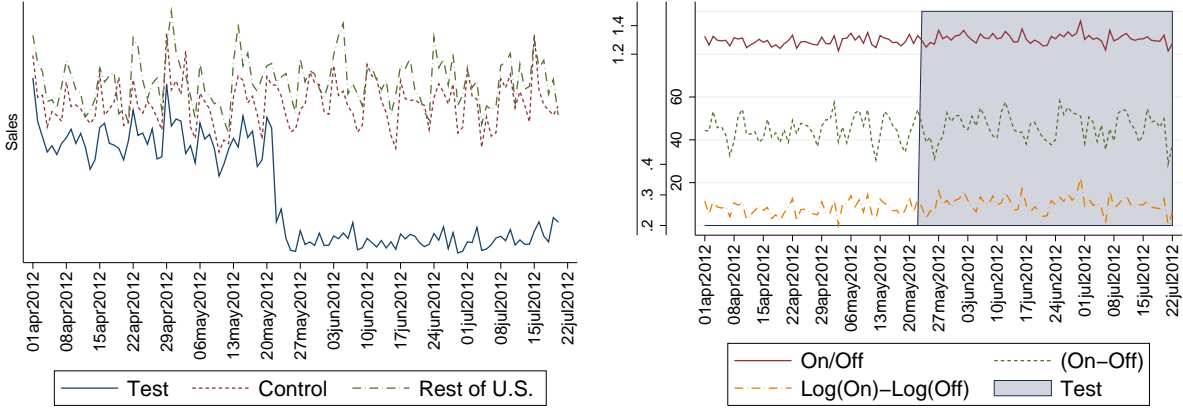 Sales
01apr2012
08apr2012
15apr2012
22apr2012
29apr2012
06may2012
13may2012
20may2012
27may2012
03jun2012
10jun2012
17jun2012
24jun2012
01jul2012
08jul2012
15jul2012
22jul2012
Test Control Rest of U.S.
1.4
1.2
60
40
20
.4
.3
.2
01apr2012
08apr2012
15apr2012
22apr2012
29apr2012
06may2012
13may2012
20may2012
27may2012
03jun2012
10jun2012
17jun2012
24jun2012
01jul2012
08jul2012
15jul2012
22jul2012
On/Off (On−Off)
Log(On)−Log(Off) Test